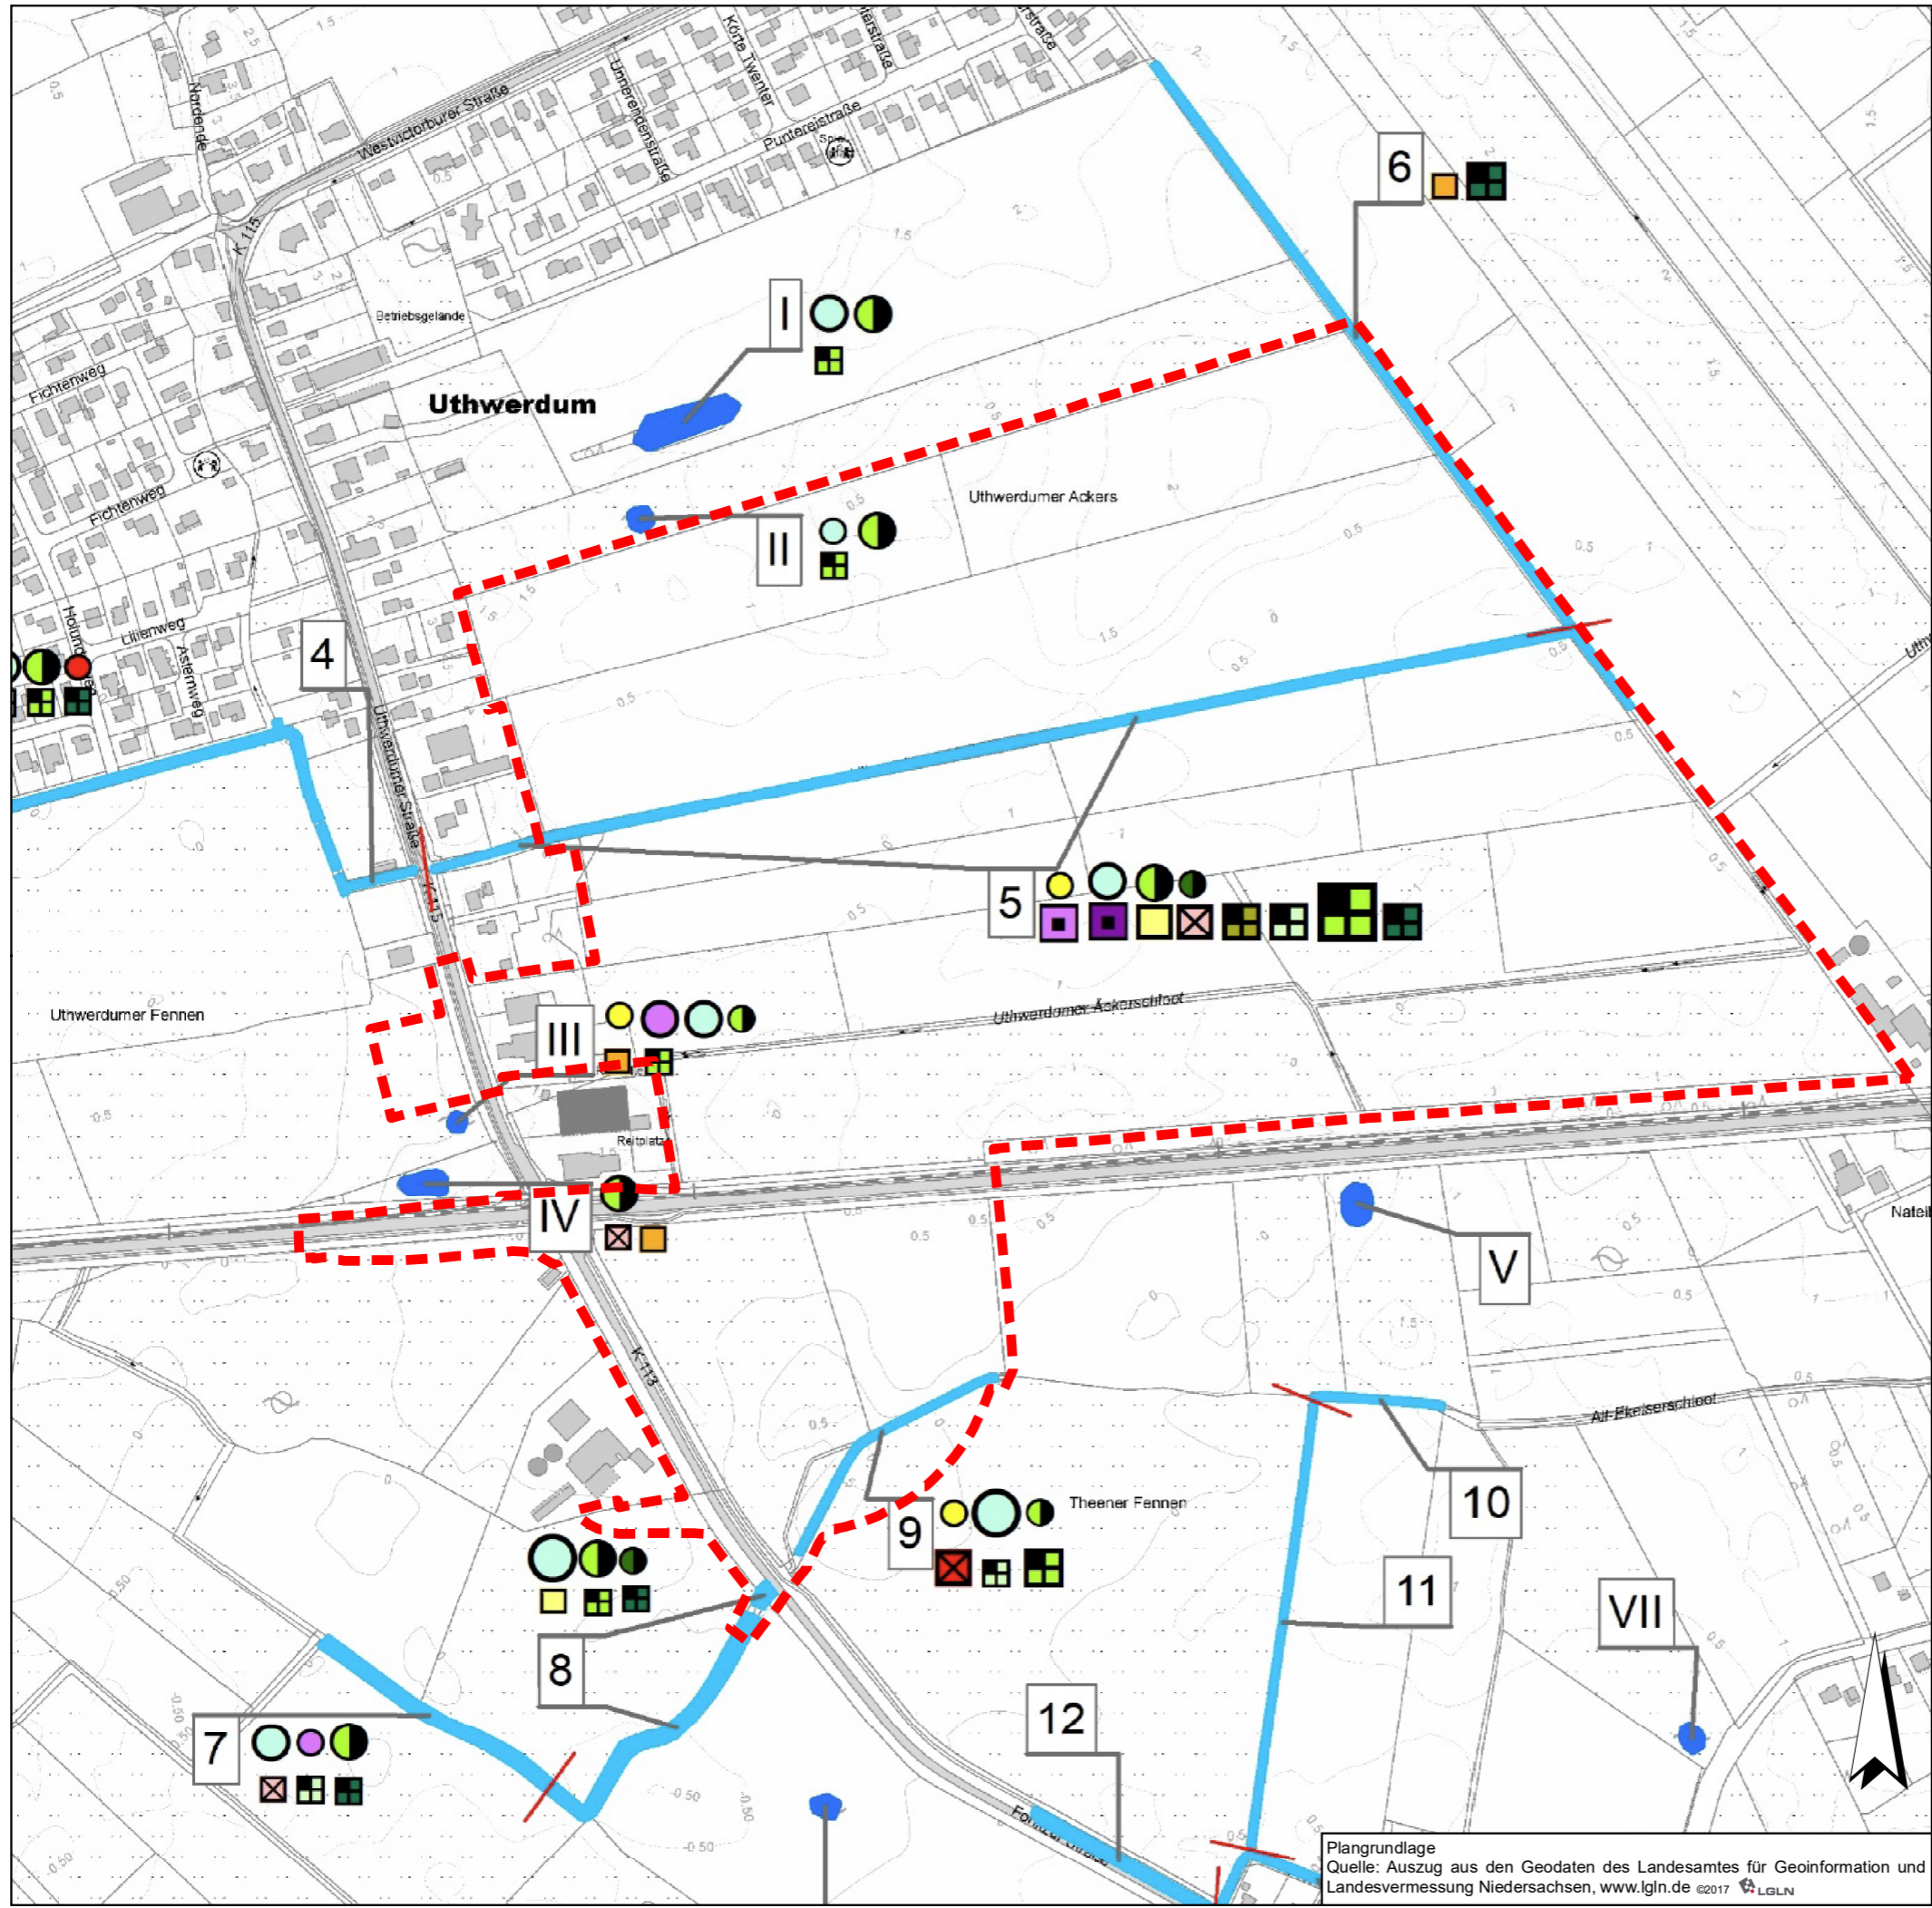 Nordende
Westvictorburer Straße
Unnerendenstraße
Körte Twenter
Puntereistraße
K 115
6
I
Betriebsgelände
Fichtenweg
Uthwerdum
Uthwerdumer Äckers
Fichtenweg
II
Lilienweg
Asternweg
4
Uthwerdumer Straße
K 115
5
Uthwerdumer Fennen
Uthwerdumer Äckerschloot
III
Reitplatz
IV
V
K 113
Alt-Ekelserschloot
10
Theener Fennen
9
11
VII
8
12
7
Plangrundlage
Quelle: Auszug aus den Geodaten des Landesamtes für Geoinformation und
Landesvermessung Niedersachsen, www.lgln.de ©2017 LGLN